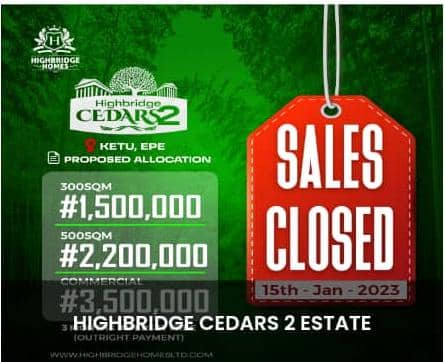 H
HIGHBRIDGE
HOMES
Highbridge
CEDARS2
KETU, EPE
PROPOSED ALLOCATION
300SQM
#1,500,000
500SQM
#2,200,000
COMMERCIAL
#3,500,000
(OUTRIGHT PAYMENT)
WWW.HIGHBRIDGEHOMESLTD.COM
SALES
CLOSED
15th - Jan - 2023
HIGHBRIDGE CEDARS 2 ESTATE